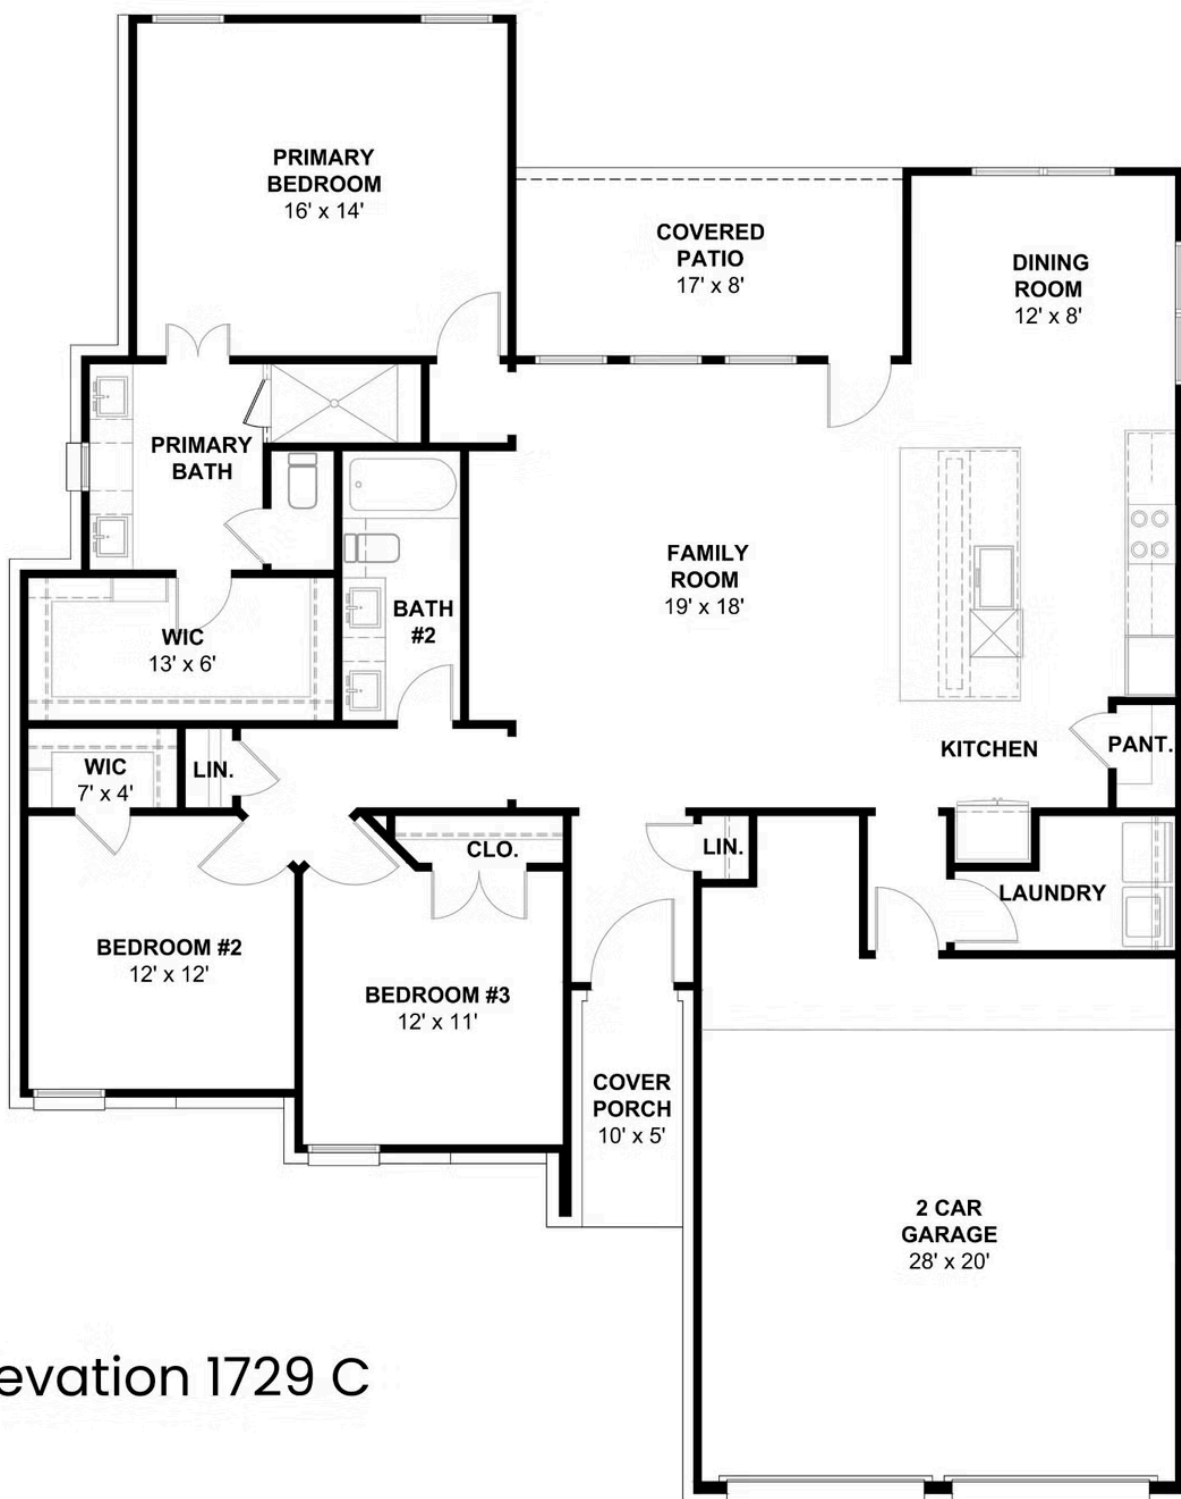 PRIMARY
BEDROOM
16' x 14'
COVERED
PATIO
17' x 8'
DINING
ROOM
12' x 8'
PRIMARY
BATH
FAMILY
ROOM
19' x 18'
BATH
#2
WIC
13' x 6'
KITCHEN
PANT.
WIC
7' x 4'
LIN.
CLO.
LIN.
LAUNDRY
BEDROOM #2
12' x 12'
BEDROOM #3
12' x 11'
COVER
PORCH
10' x 5'
2 CAR
GARAGE
28' x 20'
evation 1729 C